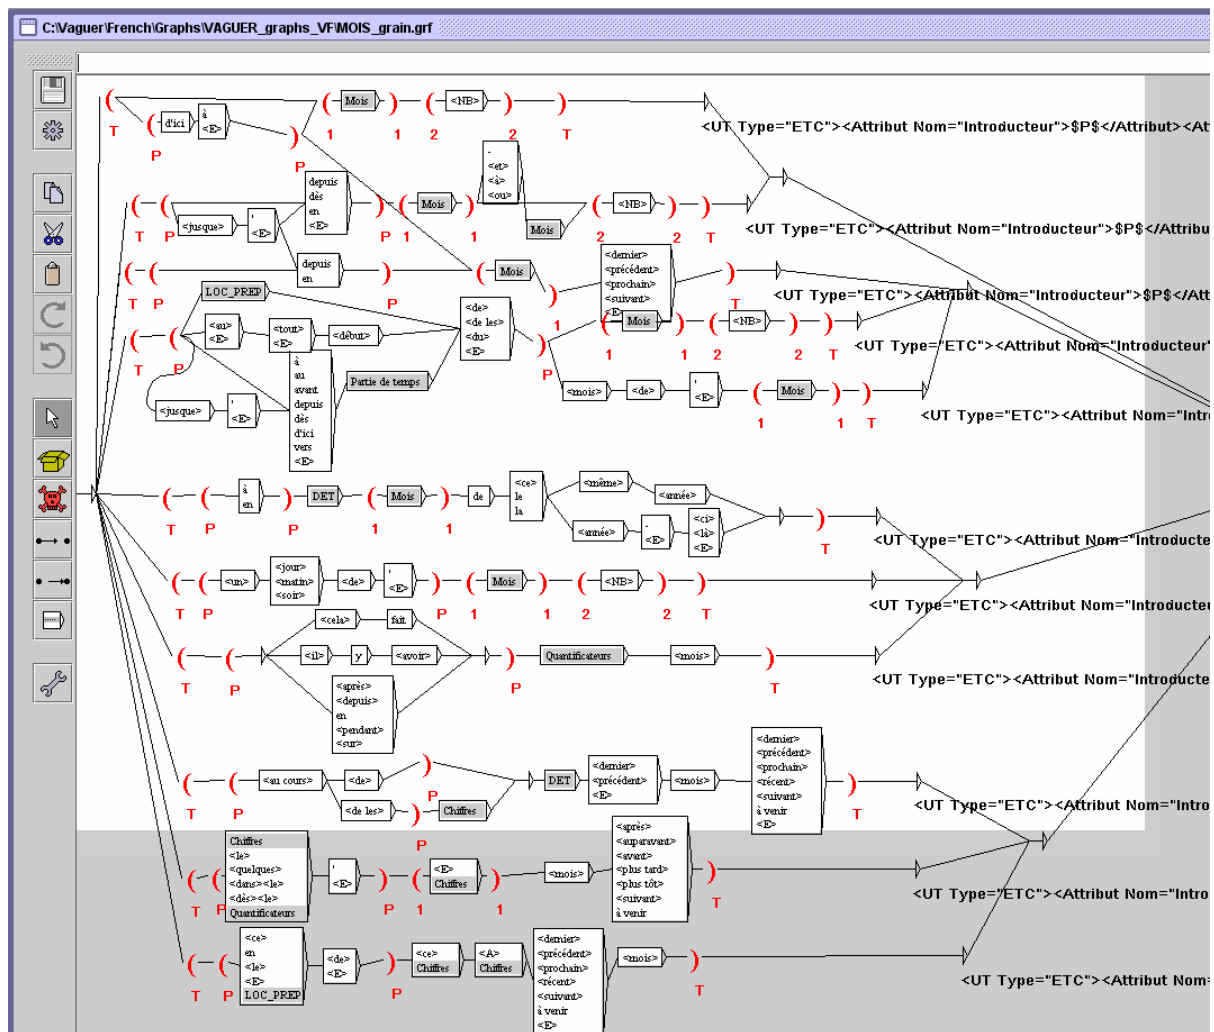 C:\Vaguer\French\Graphs\VAGUER_graphs_VF\MOIS_grain.grf
( ( d'ici à <E> ) ( Mois ) ( <NB> ) )
T P P 1 1 2 2 T
<UT Type="ETC"><Attribut Nom="Introducteur">$P$</Attribut><At
( ( <jusque> ' <E> depuis dès en <E> ) ( Mois ) - <et> <à> <ou> Mois ( <NB> ) )
T P P 1 1 2 2 T
<UT Type="ETC"><Attribut Nom="Introducteur">$P$</Attribu
( ( depuis en ) ( Mois ) <dernier> <précédent> <prochain> <suivant> <E> )
T P P 1 T
<UT Type="ETC"><Attribut Nom="Introducteur">$P$</At
( ( LOC_PREP <au> <E> <tout> <E> <début> <de> <de les> <du> <E> ) ( Mois ) ( <NB> ) )
T P P 1 1 2 2 T
<UT Type="ETC"><Attribut Nom="Introducteur"
<jusque> ' <E> à au avant depuis dès d'ici vers <E> Partie de temps
<mois> <de> ' <E> ( Mois ) )
1 1 T
<UT Type="ETC"><Attribut Nom="Intro
( ( à en ) DET ( Mois ) de <ce> le la <même> <année> <année> - <E> <ci> <là> <E> )
T P P 1 1 T
<UT Type="ETC"><Attribut Nom="Introducte
( ( <un> <jour> <matin> <soir> <de> ' <E> ) ( Mois ) ( <NB> ) )
T P P 1 1 2 2 T
<UT Type="ETC"><Attribut Nom="Introducteu
( ( <cela> fait <il> y <avoir> <après> <depuis> en <pendant> <sur> ) Quantificateurs <mois> )
T P P T
<UT Type="ETC"><Attribut Nom="Introducte
( ( <au cours> <de> ) <de les> ) Chiffres DET <dernier> <précédent> <E> <mois> <dernier> <précédent> <prochain> <récent> <suivant> à venir <E> )
T P P P T
<UT Type="ETC"><Attribut Nom="Intro
( ( Chiffres <le> <quelques> <dans><le> <dès><le> Quantificateurs ' <E> ) ( <E> Chiffres ) <mois> <après> <auparavant> <avant> <plus tard> <plus tôt> <suivant> à venir )
T P P 1 1 T
<UT Type="ETC"><Attribut Nom="Intro
( ( <ce> en <le> <E> LOC_PREP <de> <E> ) <ce> Chiffres <A> Chiffres <dernier> <précédent> <prochain> <récent> <suivant> à venir <E> <mois> )
T P P T
<UT Type="ETC"><Attribut Nom=